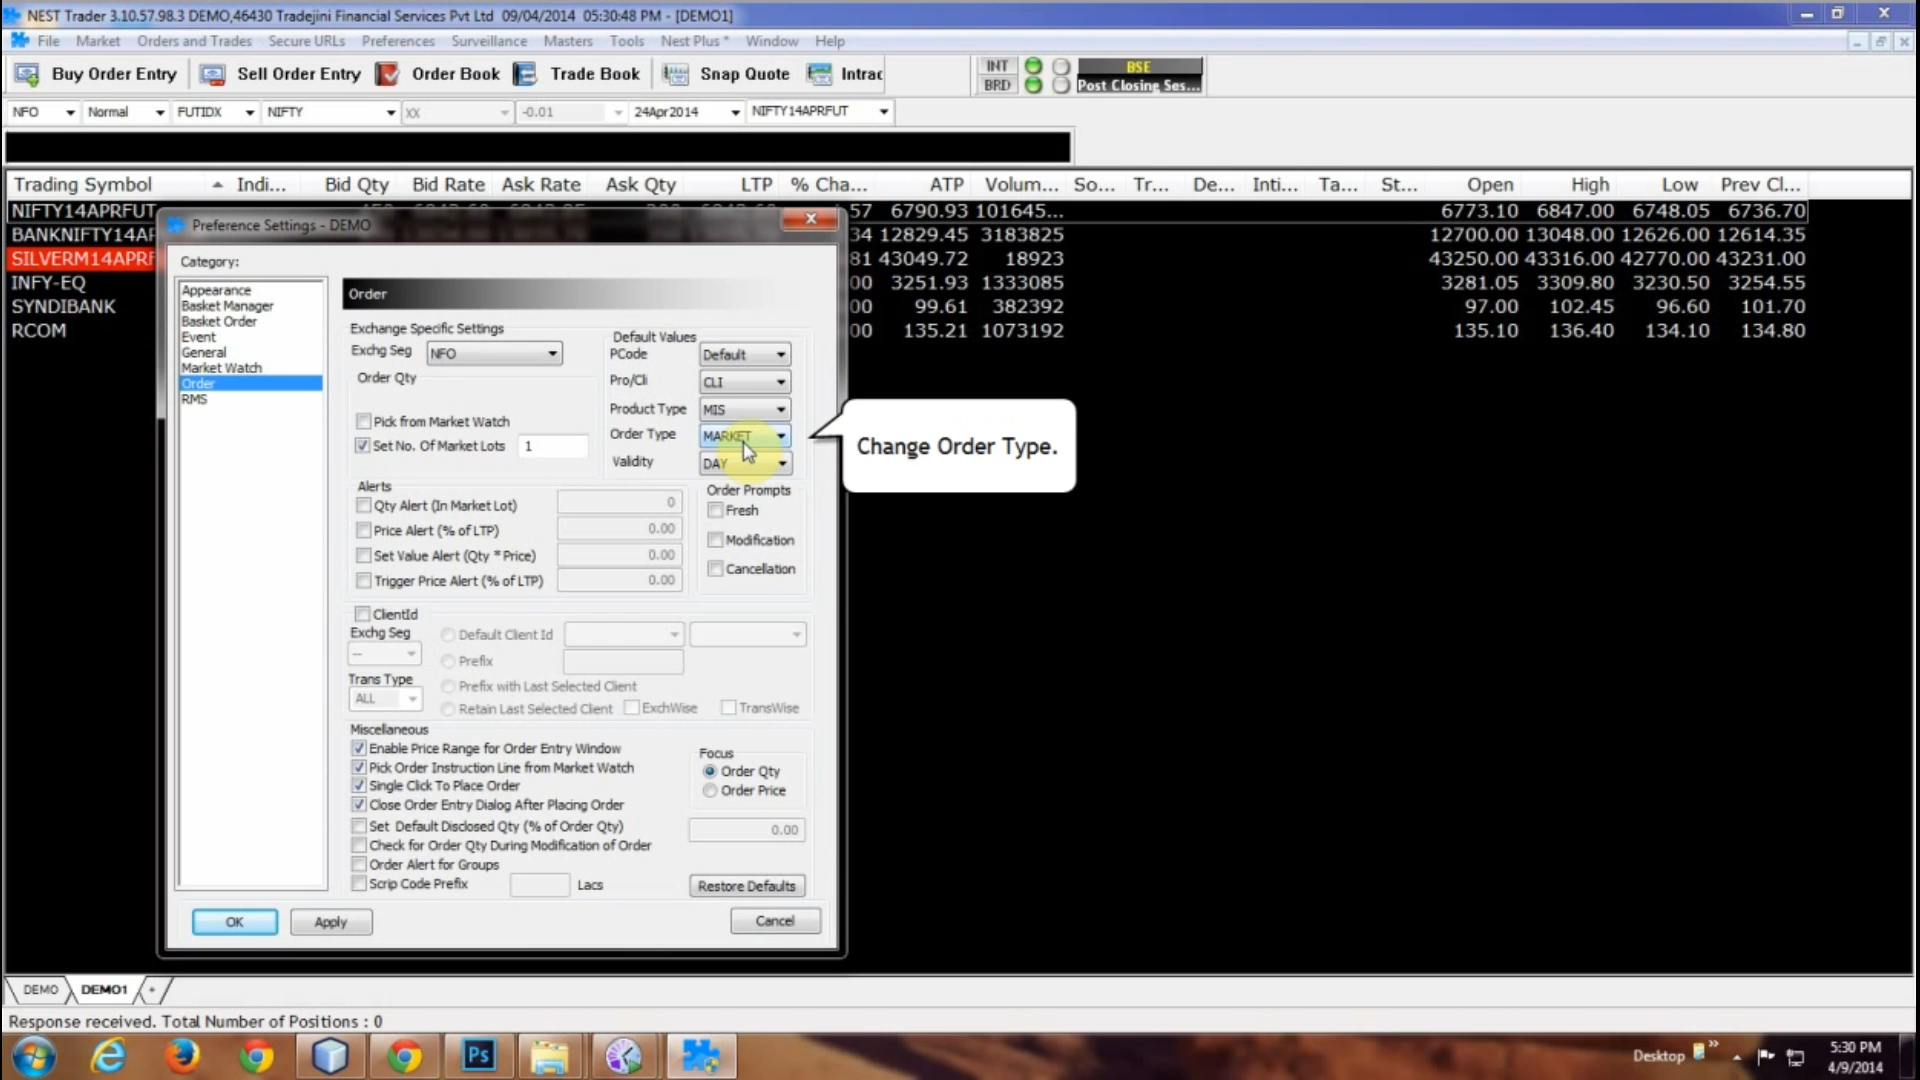 NEST Trader 3.10.57.98.3 DEMO,46430 Tradejini Financial Services Pvt Ltd 09/04/2014 05:30:48 PM - [DEMO1]
File Market Orders and Trades Secure URLs Preferences Surveillance Masters Tools Nest Plus * Window Help
Buy Order Entry Sell Order Entry Order Book Trade Book Snap Quote Intrac
INT BSE
BRD Post Closing Ses...
NFO Normal FUTIDX NIFTY XX -0.01 24Apr2014 NIFTY14APRFUT
Trading Symbol Indi... Bid Qty Bid Rate Ask Rate Ask Qty LTP % Cha... ATP Volum... So... Tr... De... Inti... Ta... St... Open High Low Prev Cl...
NIFTY14APRFUT 57 6790.93 101645... 6773.10 6847.00 6748.05 6736.70
BANKNIFTY14AP 34 12829.45 3183825 12700.00 13048.00 12626.00 12614.35
SILVERM14APRF 81 43049.72 18923 43250.00 43316.00 42770.00 43231.00
INFY-EQ 00 3251.93 1333085 3281.05 3309.80 3230.50 3254.55
SYNDIBANK 00 99.61 382392 97.00 102.45 96.60 101.70
RCOM 00 135.21 1073192 135.10 136.40 134.10 134.80
Preference Settings - DEMO
Category:
Appearance
Basket Manager
Basket Order
Event
General
Market Watch
Order
RMS
Order
Exchange Specific Settings
Exchg Seg NFO
Order Qty
Pick from Market Watch
Set No. Of Market Lots 1
Default Values
PCode Default
Pro/Cli CLI
Product Type MIS
Order Type MARKET
Validity DAY
Change Order Type.
Alerts
Qty Alert (In Market Lot) 0
Price Alert (% of LTP) 0.00
Set Value Alert (Qty * Price) 0.00
Trigger Price Alert (% of LTP) 0.00
Order Prompts
Fresh
Modification
Cancellation
ClientId
Exchg Seg
--
Trans Type
ALL
Default Client Id
Prefix
Prefix with Last Selected Client
Retain Last Selected Client ExchWise TransWise
Miscellaneous
Enable Price Range for Order Entry Window
Pick Order Instruction Line from Market Watch
Single Click To Place Order
Close Order Entry Dialog After Placing Order
Set Default Disclosed Qty (% of Order Qty) 0.00
Check for Order Qty During Modification of Order
Order Alert for Groups
Scrip Code Prefix Lacs
Focus
Order Qty
Order Price
Restore Defaults
OK Apply Cancel
DEMO DEMO1 +
Response received. Total Number of Positions : 0
Ps
Desktop
5:30 PM
4/9/2014